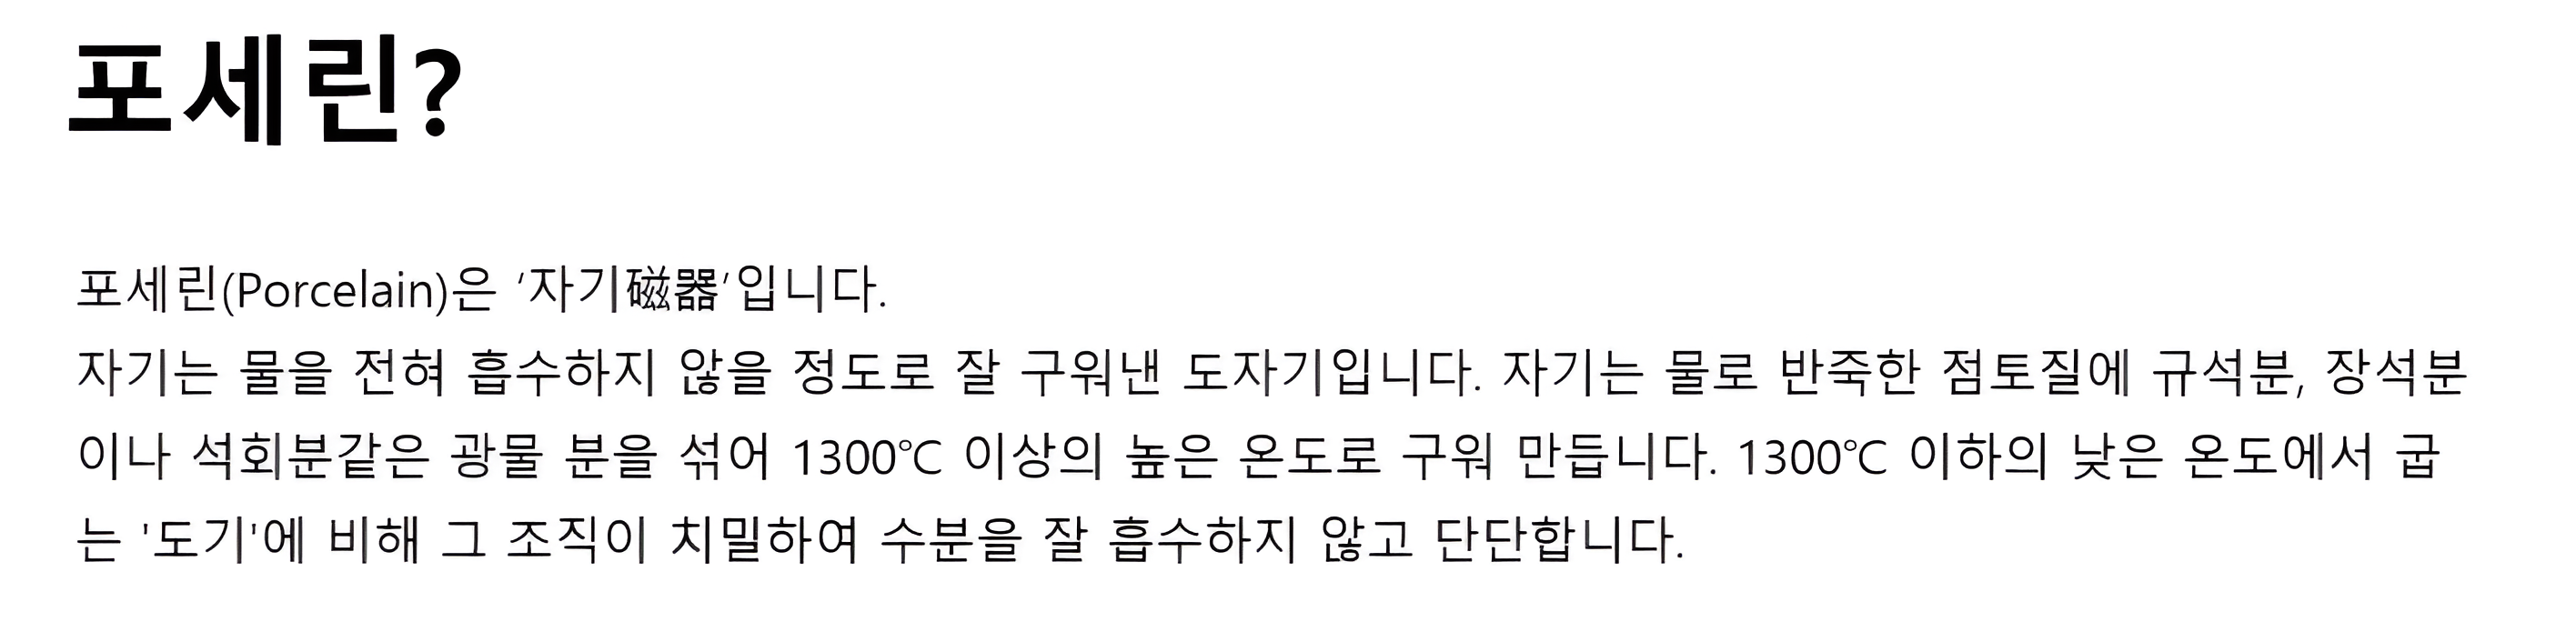 포세린?
포세린(Porcelain)은 '자기磁器'입니다.
자기는 물을 전혀 흡수하지 않을 정도로 잘 구워낸 도자기입니다. 자기는 물로 반죽한 점토질에 규석분, 장석분
이나 석회분같은 광물 분을 섞어 1300℃ 이상의 높은 온도로 구워 만듭니다. 1300℃ 이하의 낮은 온도에서 굽
는 '도기'에 비해 그 조직이 치밀하여 수분을 잘 흡수하지 않고 단단합니다.